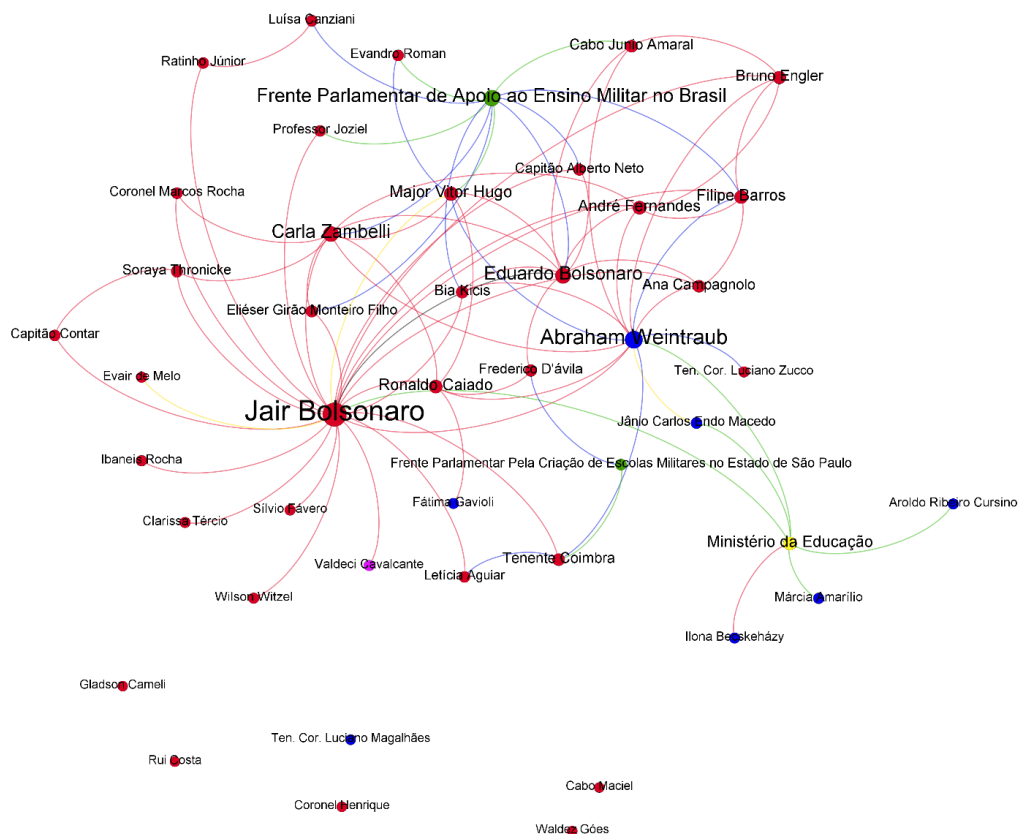 Luísa Canziani
Cabo Junio Amaral
Evandro Roman
Ratinho Júnior
Bruno Engler
Frente Parlamentar de Apoio ao Ensino Militar no Brasil
Professor Joziel
Capitão Alberto Neto
Coronel Marcos Rocha
Major Vitor Hugo
Filipe Barros
André Fernandes
Carla Zambelli
Soraya Thronicke
Eduardo Bolsonaro
Ana Campagnolo
Bia Kicis
Eliéser Girão Monteiro Filho
Capitão Contar
Abraham Weintraub
Frederico D'ávila
Ten. Cor. Luciano Zucco
Evair de Melo
Ronaldo Caiado
Jair Bolsonaro
Jânio Carlos Endo Macedo
Ibaneis Rocha
Frente Parlamentar Pela Criação de Escolas Militares no Estado de São Paulo
Fátima Gavioli
Aroldo Ribeiro Cursino
Sílvio Fávero
Clarissa Tércio
Ministério da Educação
Valdeci Cavalcante
Tenente Coimbra
Letícia Aguiar
Wilson Witzel
Márcia Amarílio
Ilona Becskeházy
Gladson Cameli
Ten. Cor. Luciano Magalhães
Rui Costa
Cabo Maciel
Coronel Henrique
Waldez Góes